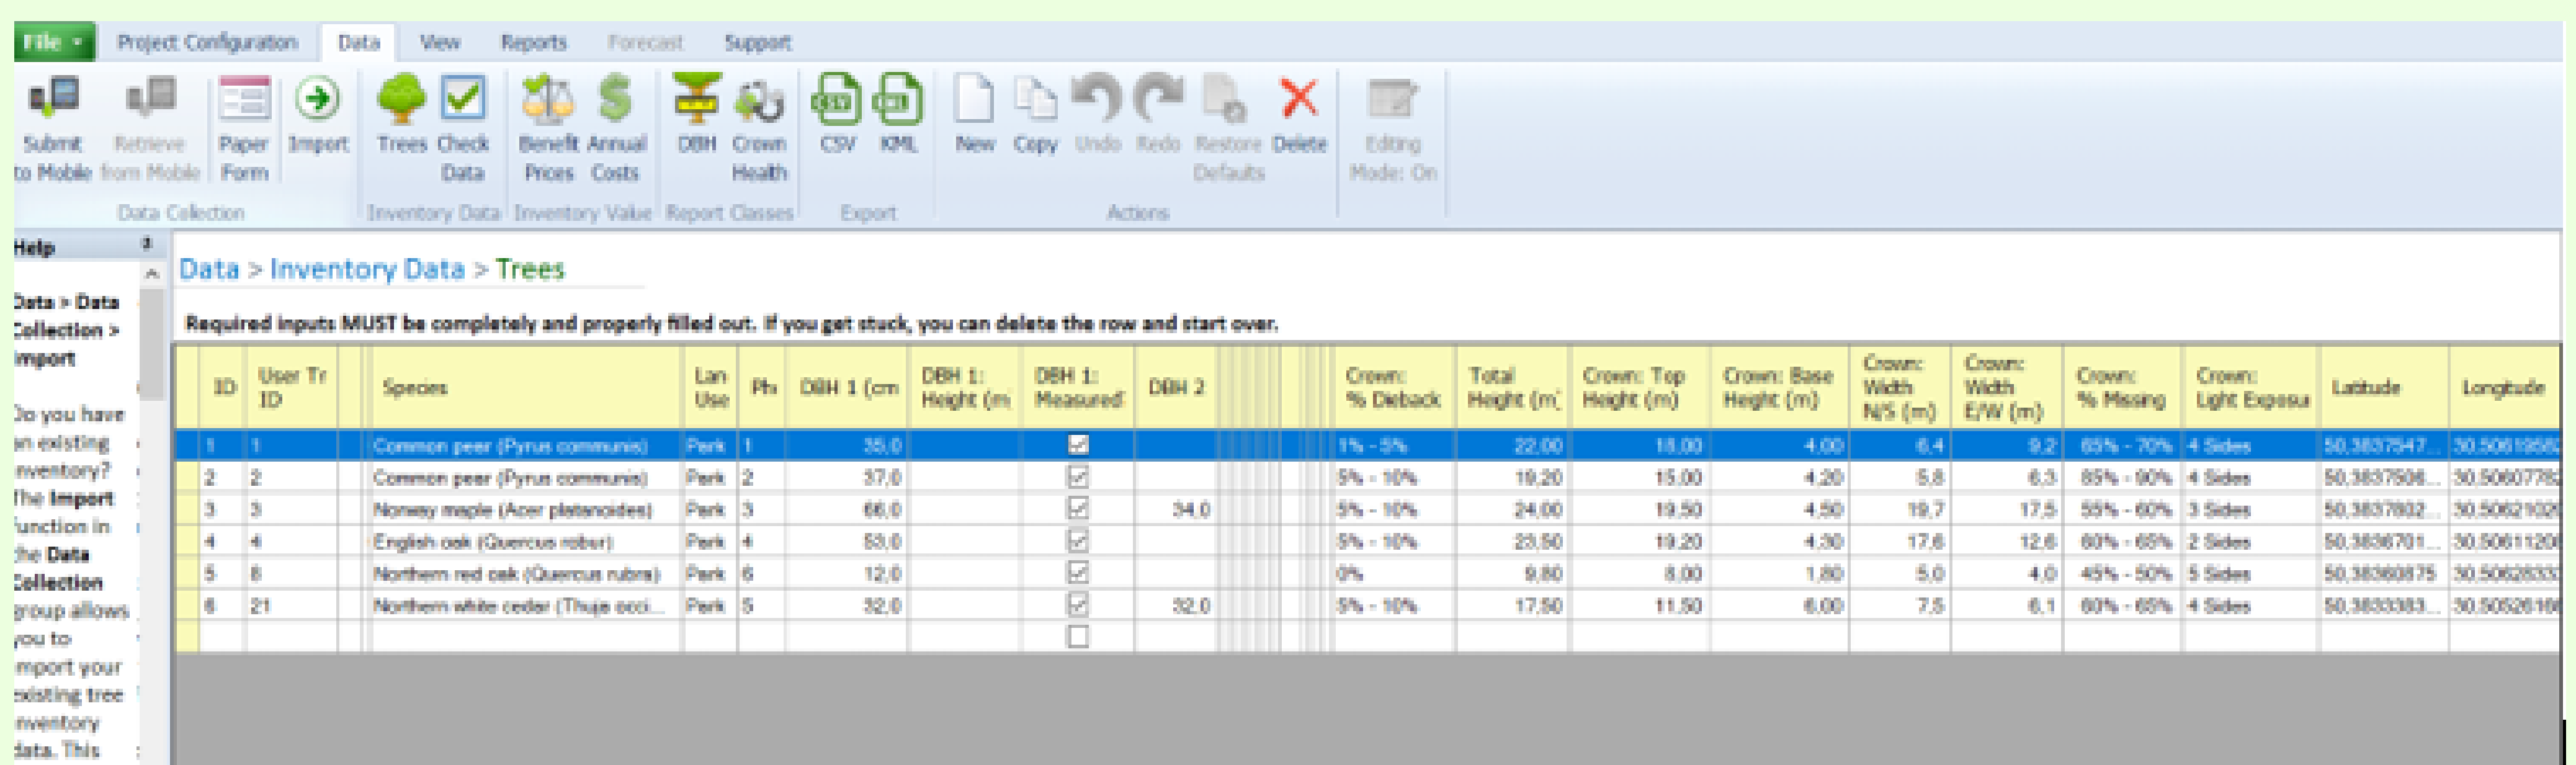 File Project Configuration Data View Reports Forecast Support
Submit to Mobile Retrieve from Mobile Paper Form Import Trees Check Data Benefit Prices Annual Costs DBH Crown Health CSV KML New Copy Undo Redo Restore Defaults Delete Editing Mode: On
Data Collection Inventory Data Inventory Value Report Classes Export Actions
Help
Data > Data
Collection >
Import
Do you have
an existing
inventory?
The Import
function in
the Data
Collection
group allows
you to
import your
existing tree
inventory
data. This
Data > Inventory Data > Trees
Required inputs MUST be completely and properly filled out. If you get stuck, you can delete the row and start over.
ID User Tr ID Species Lan Use DBH 1 (cm DBH 1: Height (m DBH 1: Measured DBH 2 Crown: % Dieback Total Height (m Crown: Top Height (m) Crown: Base Height (m) Crown: Width N/S (m) Crown: Width E/W (m) Crown: % Missing Crown: Light Exposu Latitude Longitude
1 1 Common pear (Pyrus communis) Park 1 35,0 1% - 5% 22,00 18,00 4,00 6,4 9,2 65% - 70% 4 Sides
2 2 Common pear (Pyrus communis) Park 2 37,0 5% - 10% 19,20 15,00 4,20 5,8 6,3 85% - 90% 4 Sides
3 3 Norway maple (Acer platanoides) Park 3 66,0 34,0 5% - 10% 24,00 19,50 4,50 19,7 17,5 55% - 60% 3 Sides
4 4 English oak (Quercus robur) Park 4 53,0 5% - 10% 23,50 19,20 4,30 17,6 12,6 60% - 65% 2 Sides
5 Northern red oak (Quercus rubra) Park 6 12,0 0% 9,80 8,00 1,80 5,0 4,0 45% - 50% 5 Sides
6 21 Northern white cedar (Thuja occi... Park 5 32,0 32,0 5% - 10% 17,50 11,50 6,00 7,5 6,1 60% - 65% 4 Sides